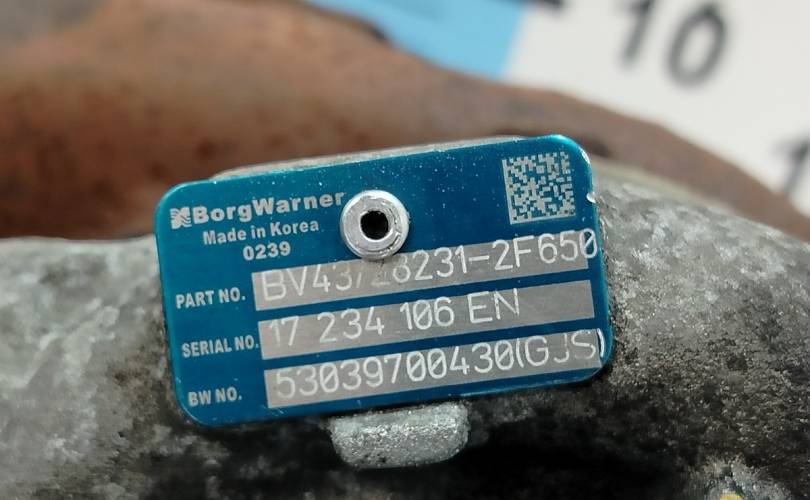 10
BorgWarner
Made in Korea
0239
PART NO. BV43/28231-2F650
SERIAL NO. 17 234 106 EN
BW NO. 53039700430(GJS)